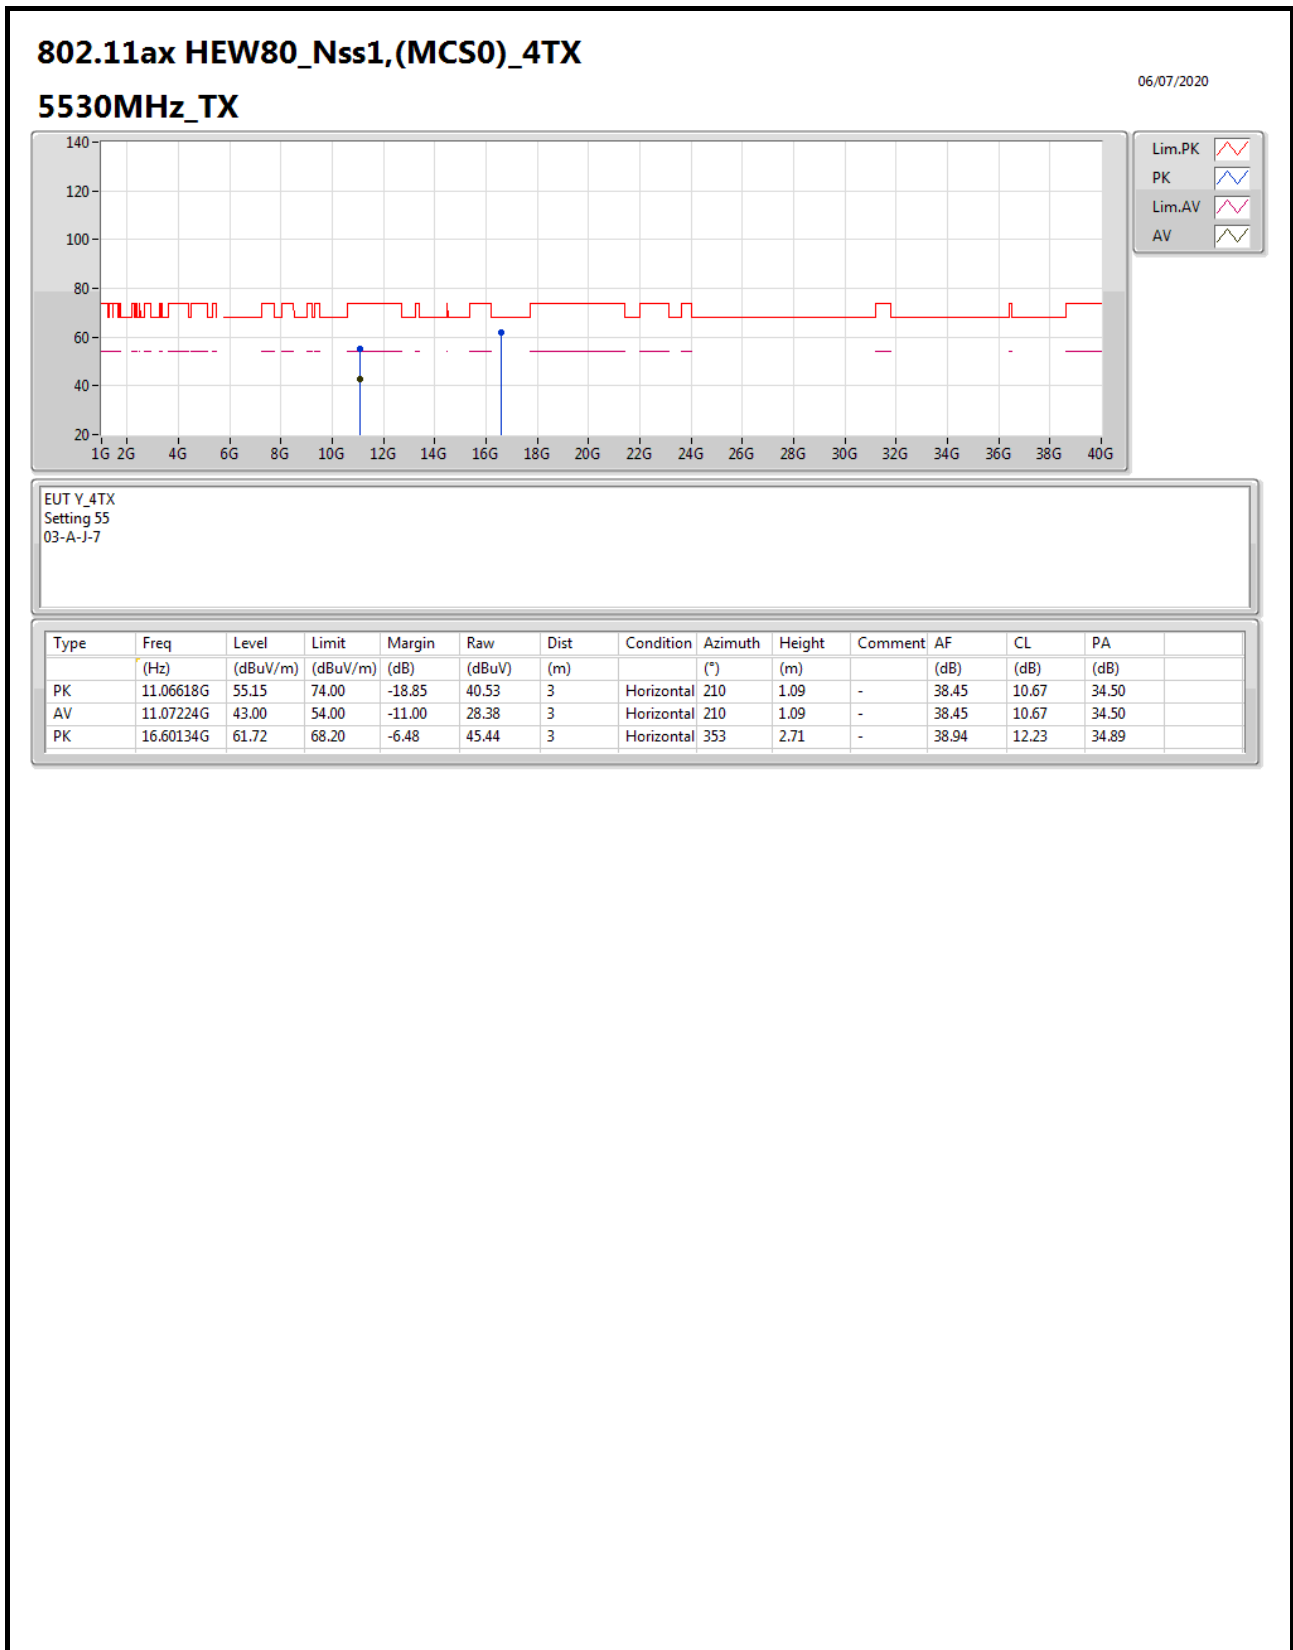 802.11ax HEW80_Nss1,(MCS0)_4TX
06/07/2020
5530MHz_TX
140
120
100
80
60
40
20
1G 2G 4G 6G 8G 10G 12G 14G 16G 18G 20G 22G 24G 26G 28G 30G 32G 34G 36G 38G 40G
Lim.PK
PK
Lim.AV
AV
EUT Y_4TX
Setting 55
03-A-J-7
Type Freq Level Limit Margin Raw Dist Condition Azimuth Height Comment AF CL PA
(Hz) (dBuV/m) (dBuV/m) (dB) (dBuV) (m) (°) (m) (dB) (dB) (dB)
PK 11.06618G 55.15 74.00 -18.85 40.53 3 Horizontal 210 1.09 - 38.45 10.67 34.50
AV 11.07224G 43.00 54.00 -11.00 28.38 3 Horizontal 210 1.09 - 38.45 10.67 34.50
PK 16.60134G 61.72 68.20 -6.48 45.44 3 Horizontal 353 2.71 - 38.94 12.23 34.89